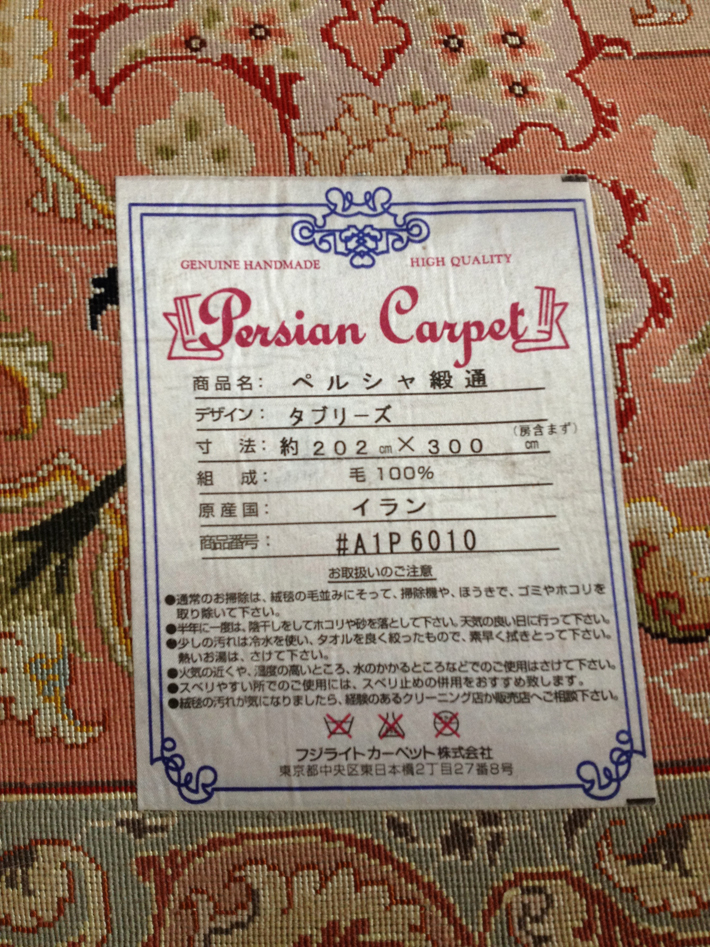 GENUINE HANDMADE HIGH QUALITY
Persian Carpet
商品名: ペルシャ緞通
デザイン: タブリーズ
寸 法: 約 202cm×300cm (房含まず)
組 成: 毛 100%
原産国: イラン
商品番号: #A1P6010
お取扱いのご注意
●通常のお掃除は、絨毯の毛並みにそって、掃除機や、ほうきで、ゴミやホコリを
取り除いて下さい。
●半年に一度は、陰干しをしてホコリや砂を落として下さい。天気の良い日に行って下さい。
●少しの汚れは冷水を使い、タオルを良く絞ったもので、素早く拭きとって下さい。
熱いお湯は、さけて下さい。
●火気の近くや、温度の高いところ、水のかかるところなどでのご使用はさけて下さい。
●スベリやすい所でのご使用には、スベリ止めの併用をおすすめ致します。
●絨毯の汚れが気になりましたら、経験のあるクリーニング店か販売店へご相談下さい。
フジライトカーペット株式会社
東京都中央区東日本橋2丁目27番8号